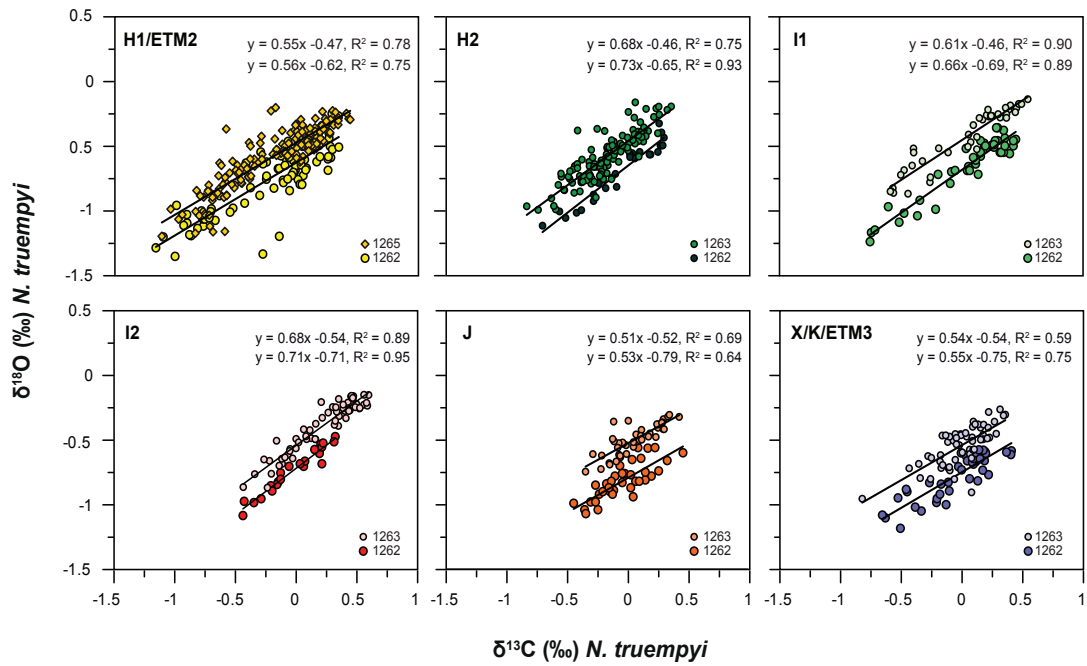 H1/ETM2
y = 0.55x -0.47, R² = 0.78
y = 0.56x -0.62, R² = 0.75
1265
1262
H2
y = 0.68x -0.46, R² = 0.75
y = 0.73x -0.65, R² = 0.93
1263
1262
I1
y = 0.61x -0.46, R² = 0.90
y = 0.66x -0.69, R² = 0.89
1263
1262
0.5
0
-0.5
-1
-1.5
I2
y = 0.68x -0.54, R² = 0.89
y = 0.71x -0.71, R² = 0.95
1263
1262
J
y = 0.51x -0.52, R² = 0.69
y = 0.53x -0.79, R² = 0.64
1263
1262
X/K/ETM3
y = 0.54x -0.54, R² = 0.59
y = 0.55x -0.75, R² = 0.75
1263
1262
0.5
0
-0.5
-1
-1.5
-1.5 -1 -0.5 0 0.5 1
-1.5 -1 -0.5 0 0.5 1
-1.5 -1 -0.5 0 0.5 1
δ¹⁸O (‰) N. truempyi
δ¹³C (‰) N. truempyi